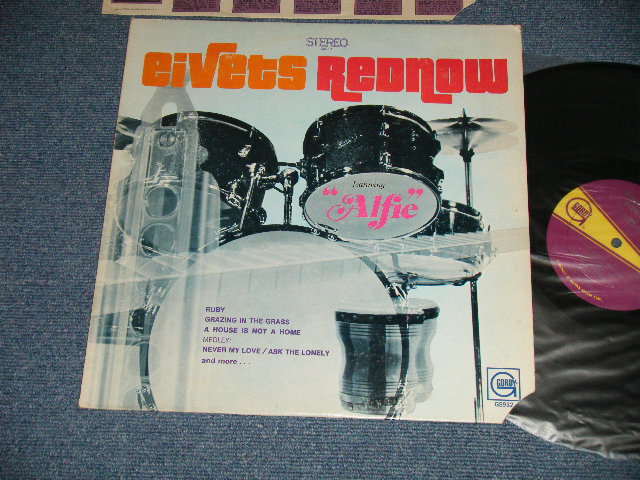 STEREO
EIVETS REDNOW
featuring
"Alfie"
RUBY
GRAZING IN THE GRASS
A HOUSE IS NOT A HOME
MEDLEY:
NEVER MY LOVE / ASK THE LONELY
and more . . .
GORDY
GS932
GORDY